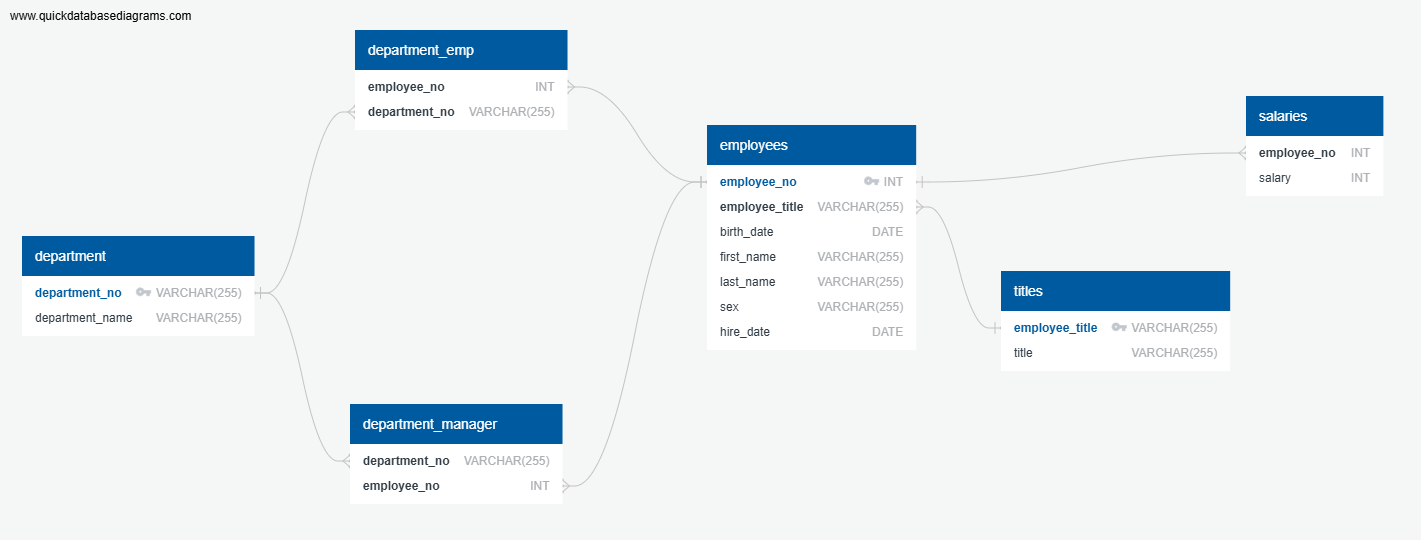 www.quickdatabasediagrams.com
department_emp
employee_no INT
department_no VARCHAR(255)
employees
employee_no INT
employee_title VARCHAR(255)
birth_date DATE
first_name VARCHAR(255)
last_name VARCHAR(255)
sex VARCHAR(255)
hire_date DATE
salaries
employee_no INT
salary INT
department
department_no VARCHAR(255)
department_name VARCHAR(255)
titles
employee_title VARCHAR(255)
title VARCHAR(255)
department_manager
department_no VARCHAR(255)
employee_no INT